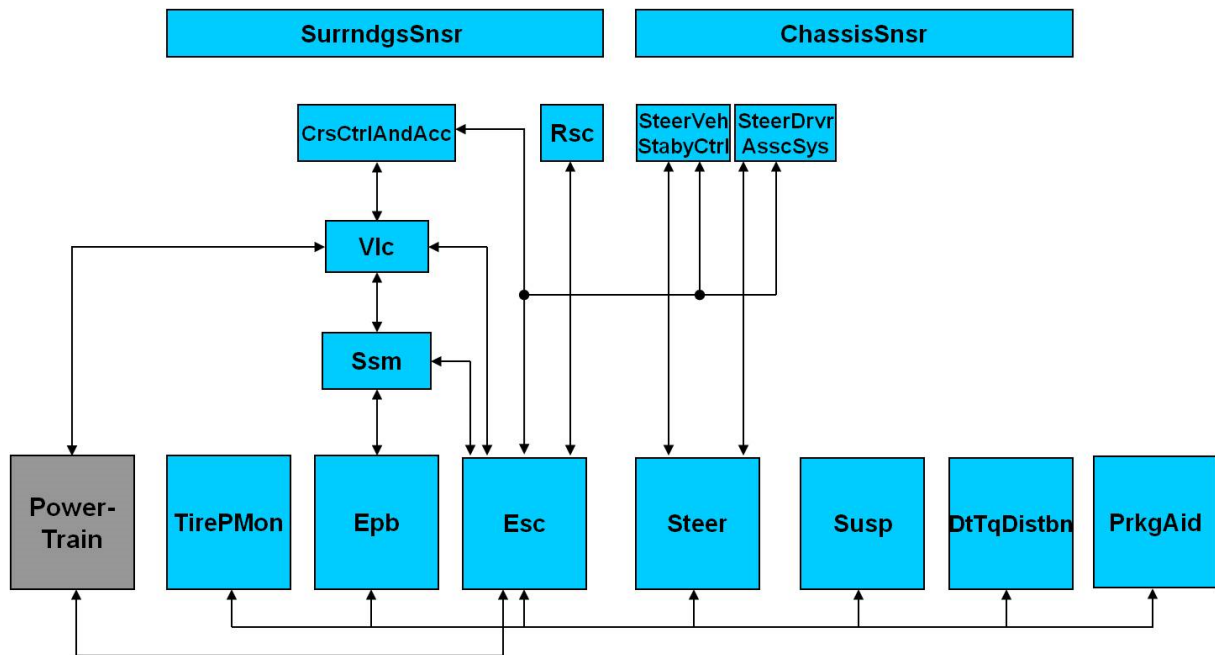 SurrndgsSnsr
ChassisSnsr
CrsCtrlAndAcc
Rsc
SteerVeh
StabyCtrl
SteerDrvr
AsscSys
Vlc
Ssm
Power-
Train
TirePMon
Epb
Esc
Steer
Susp
DtTqDistbn
PrkgAid